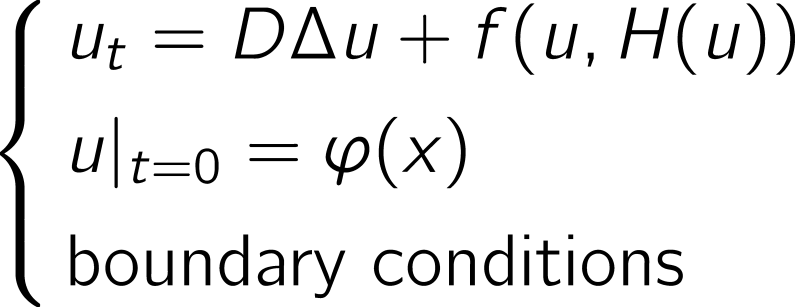 u_t = DΔu + f(u, H(u))
u|_{t=0} = φ(x)
boundary conditions